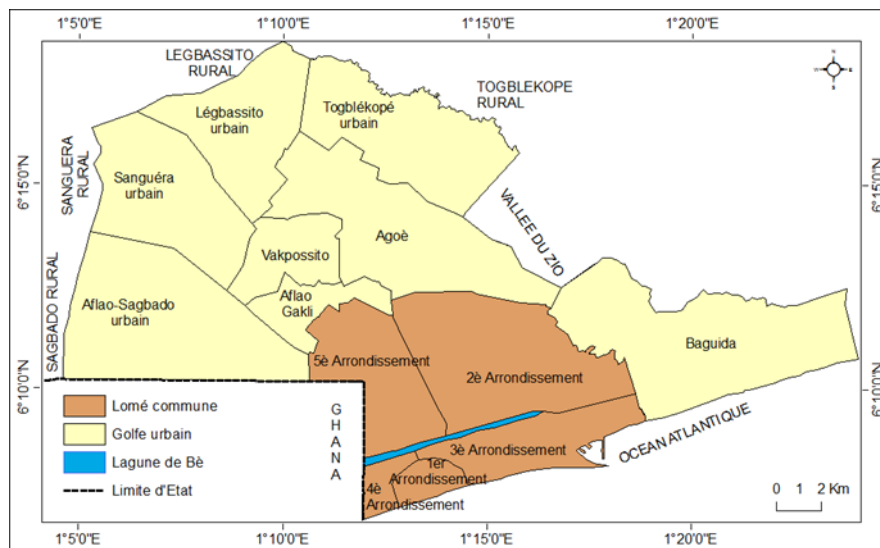 1°5'0"E 1°10'0"E 1°15'0"E 1°20'0"E
LEGBASSITO
RURAL
TOGBLEKOPE
RURAL
Légbassito
urbain
Togblékopé
urbain
SANGUERA
RURAL
6°15'0"N
6°15'0"N
Sanguéra
urbain
VALLEE DU ZIO
Agoè
Vakpossito
SAGBADO RURAL
Aflao-Sagbado
urbain
Aflao
Gakli
Baguida
5è Arrondissement
2è Arrondissement
6°10'0"N
6°10'0"N
Lomé commune
Golfe urbain
Lagune de Bè
Limite d'Etat
GHANA
OCEAN ATLANTIQUE
3è Arrondissement
1er
Arrondissement
4è
Arrondissement
0 1 2 Km
1°5'0"E 1°10'0"E 1°15'0"E 1°20'0"E